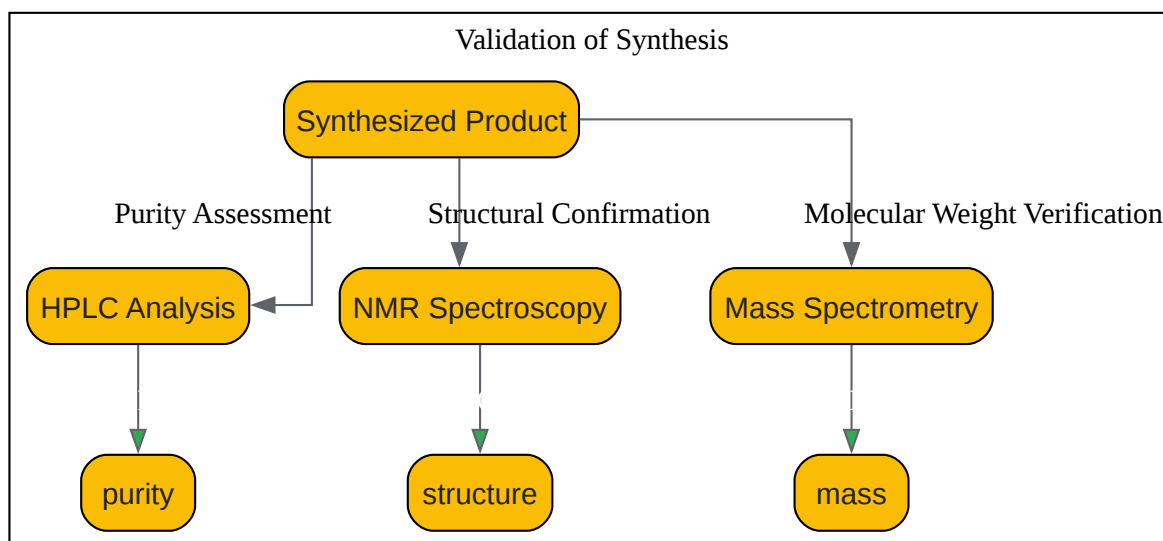 Validation of Synthesis
Synthesized Product
Purity Assessment
Structural Confirmation
Molecular Weight Verification
HPLC Analysis
NMR Spectroscopy
Mass Spectrometry
purity
structure
mass